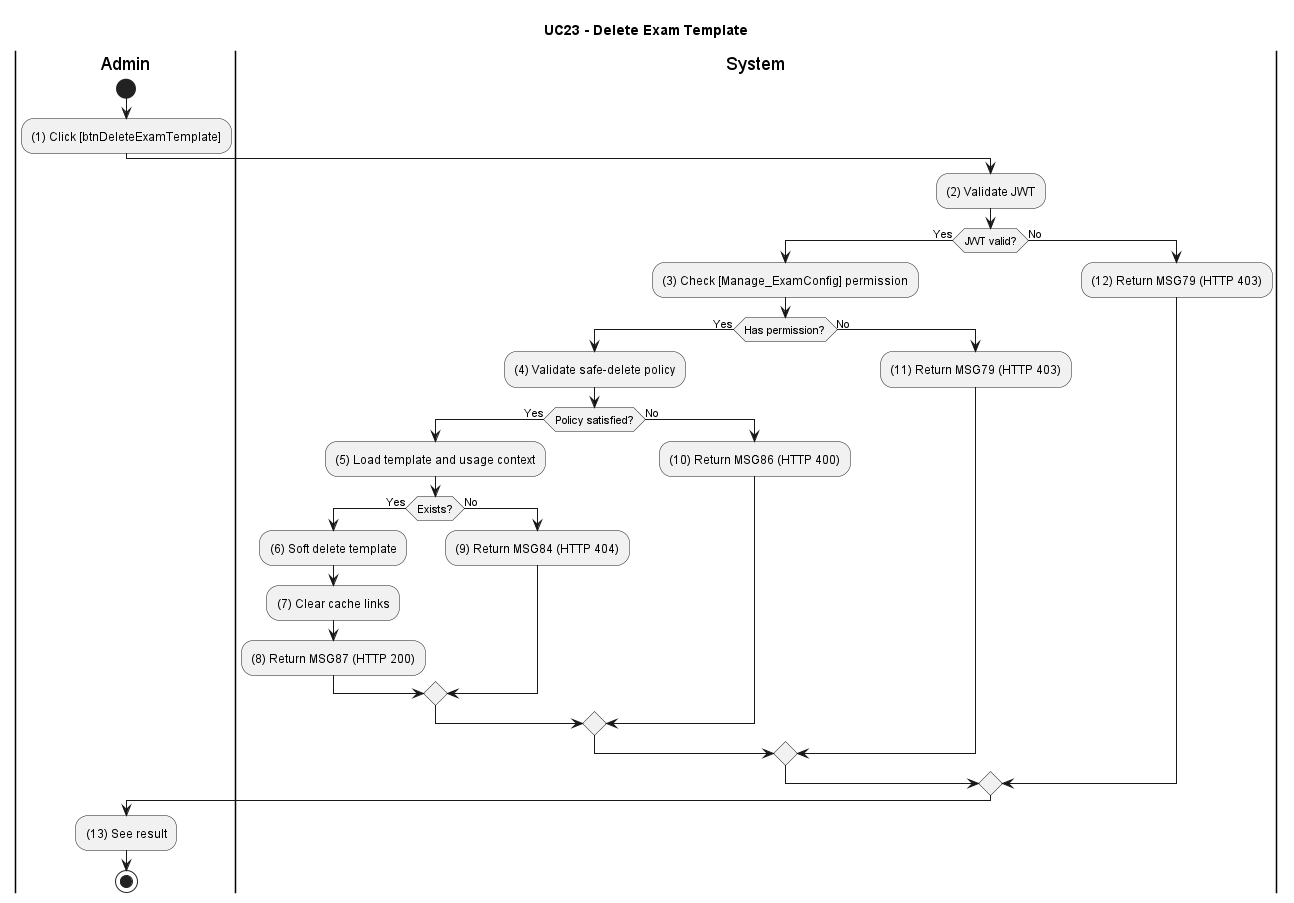 UC23 - Delete Exam Template
Admin
System
(1) Click [btnDeleteExamTemplate]
(2) Validate JWT
JWT valid?
Yes
No
(3) Check [Manage_ExamConfig] permission
(12) Return MSG79 (HTTP 403)
Has permission?
Yes
No
(4) Validate safe-delete policy
(11) Return MSG79 (HTTP 403)
Policy satisfied?
Yes
No
(5) Load template and usage context
(10) Return MSG86 (HTTP 400)
Exists?
Yes
No
(6) Soft delete template
(9) Return MSG84 (HTTP 404)
(7) Clear cache links
(8) Return MSG87 (HTTP 200)
(13) See result